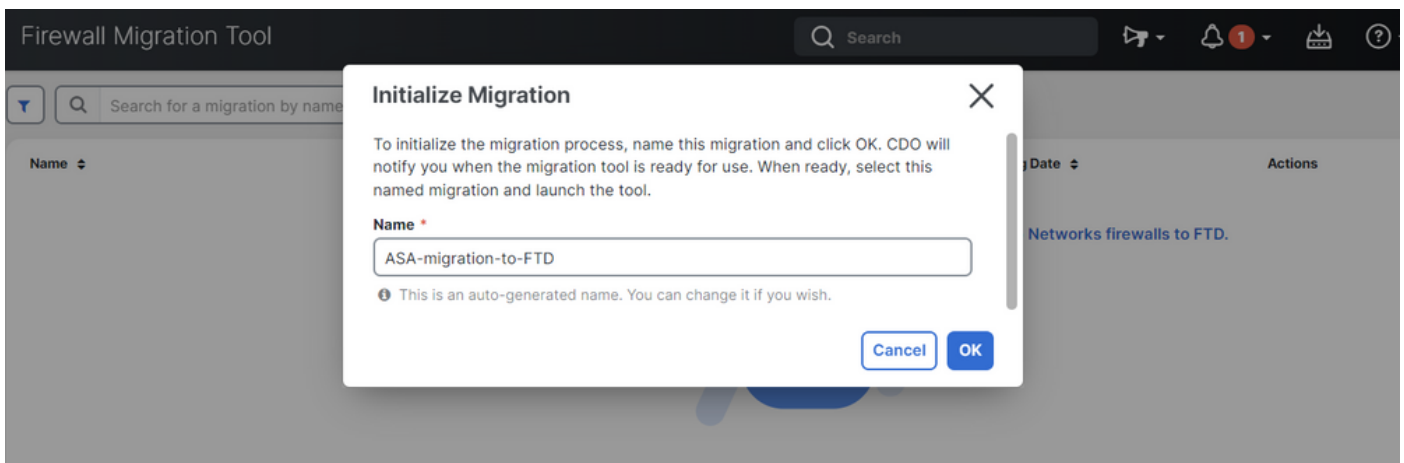 Firewall Migration Tool
Search
1
Search for a migration by name
Initialize Migration
To initialize the migration process, name this migration and click OK. CDO will
notify you when the migration tool is ready for use. When ready, select this
named migration and launch the tool.
Name *
ASA-migration-to-FTD
This is an auto-generated name. You can change it if you wish.
Cancel
OK
Name
Date
Actions
Networks firewalls to FTD.